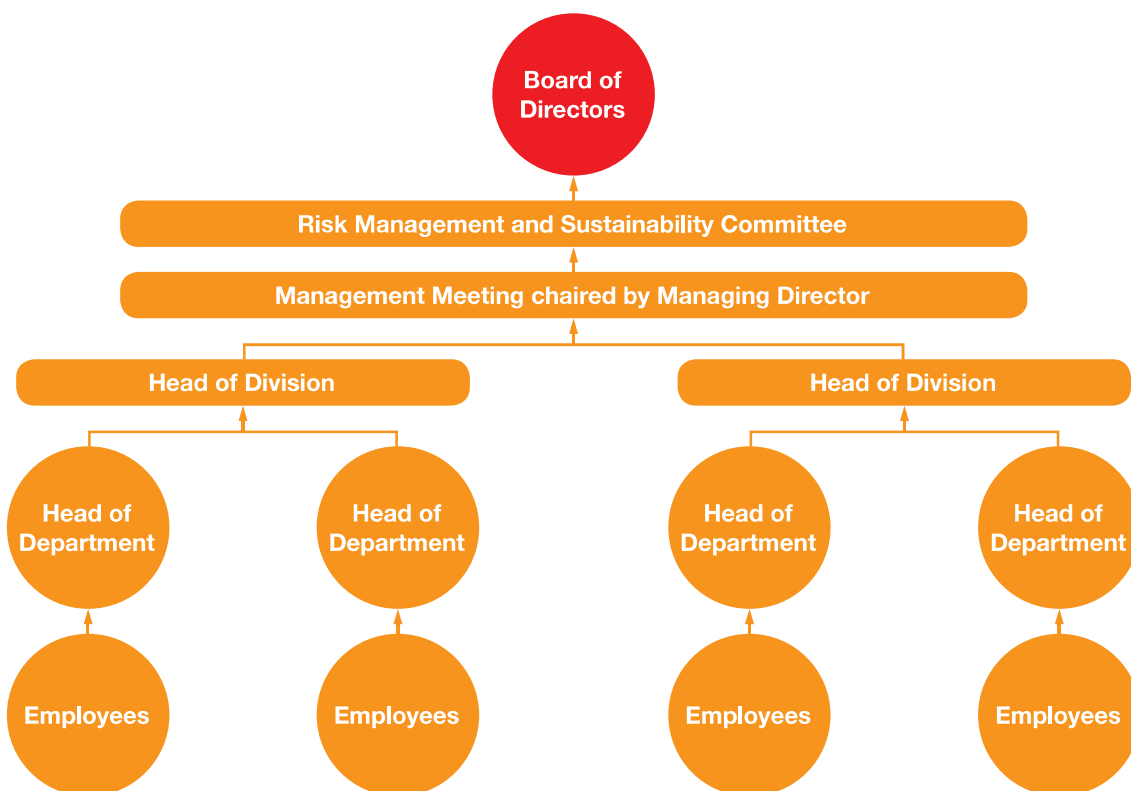 Board of
Directors
Risk Management and Sustainability Committee
Management Meeting chaired by Managing Director
Head of Division
Head of Division
Head of
Department
Head of
Department
Head of
Department
Head of
Department
Employees
Employees
Employees
Employees